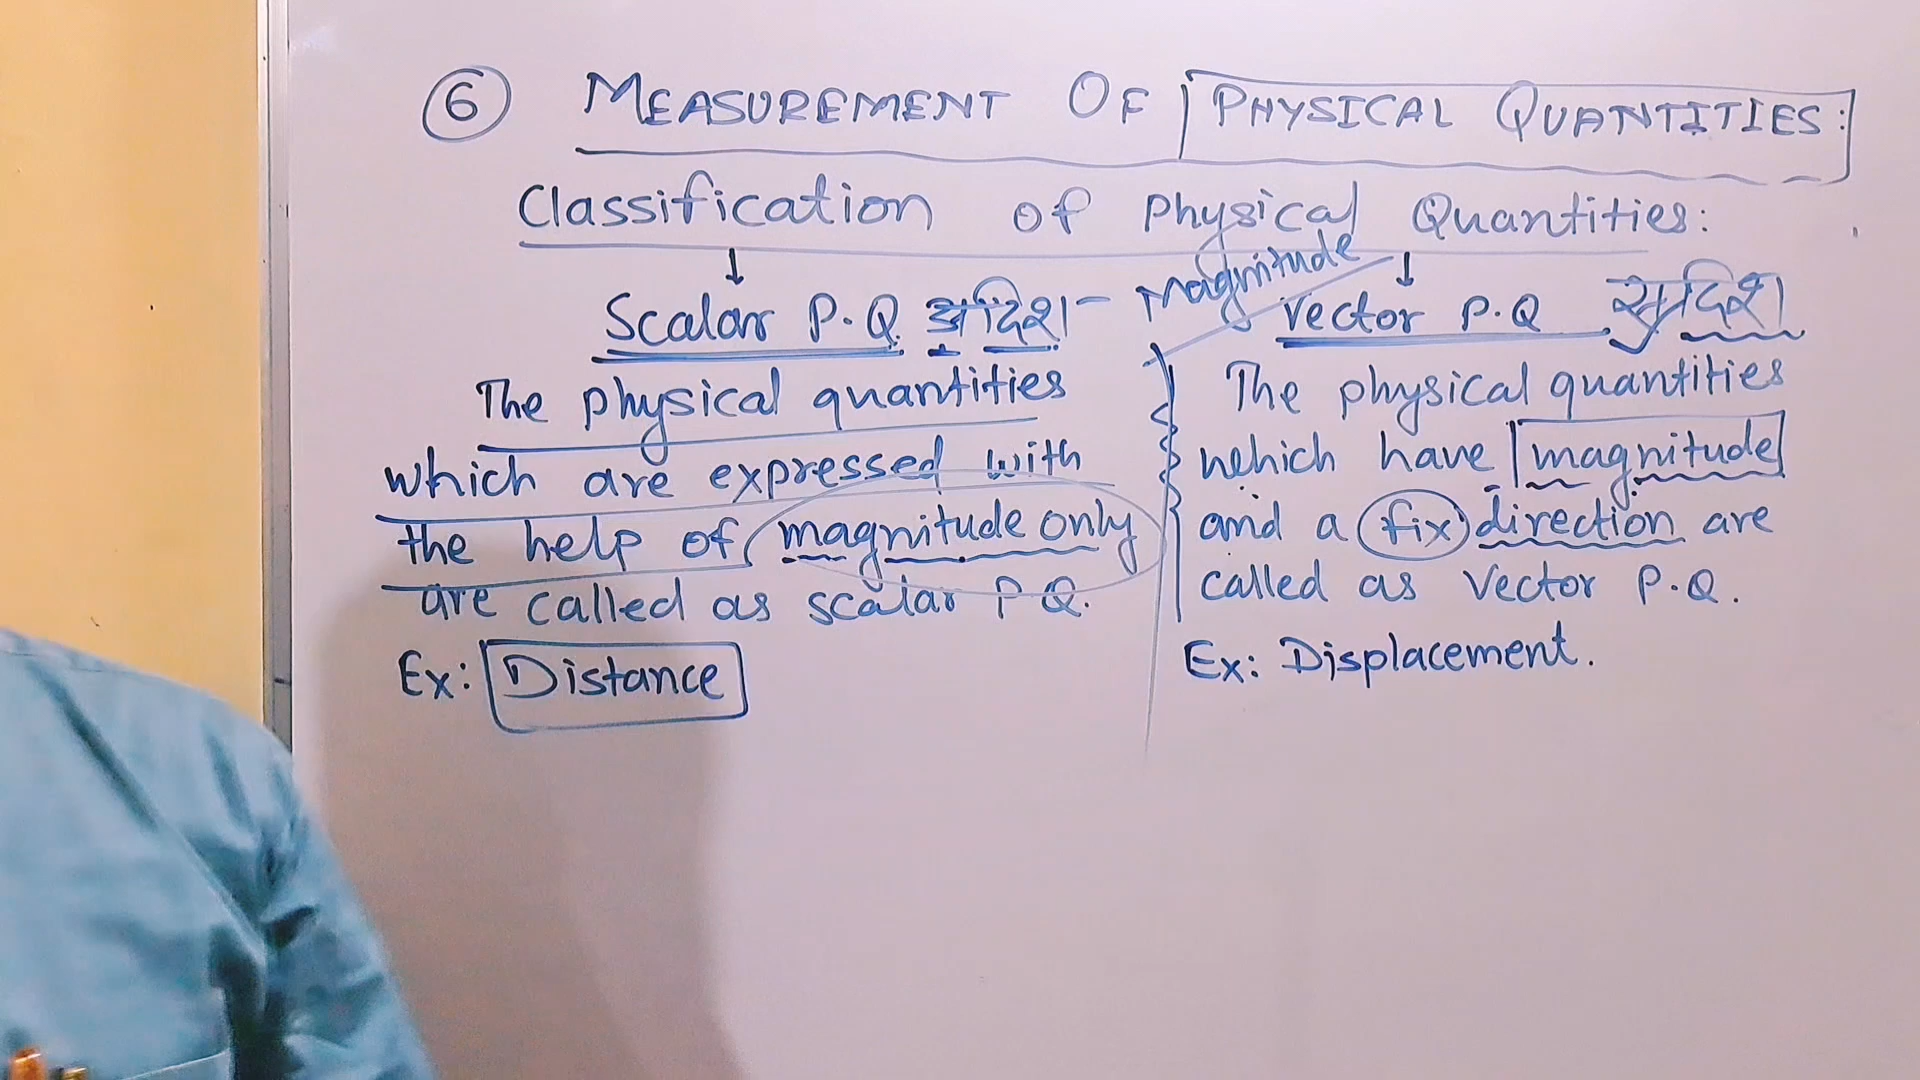 6 MEASUREMENT OF PHYSICAL QUANTITIES:
Classification of Physical Quantities:
Scalar P.Q. अदिश - Magnitude
The physical quantities
which are expressed with
the help of magnitude only
are called as scalar P.Q.
Ex: Distance
Vector P.Q सदिश
The physical quantities
which have magnitude
and a fix direction are
called as Vector P.Q.
Ex: Displacement.